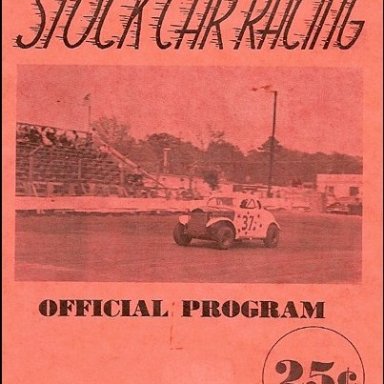 STOCK CAR RACING
37
OFFICIAL PROGRAM
25¢